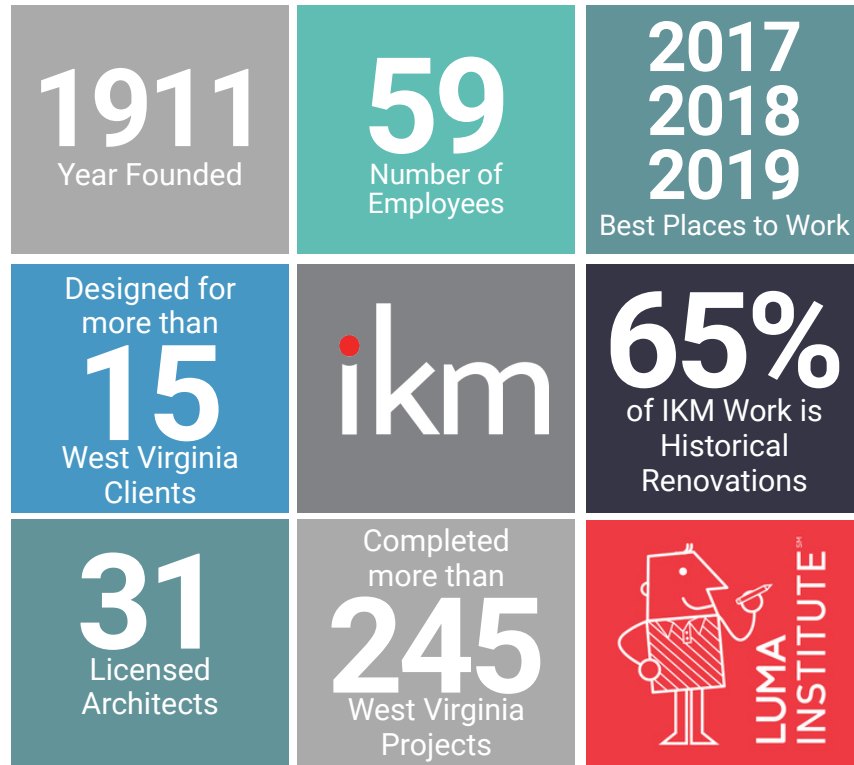 1911
Year Founded
59
Number of
Employees
2017
2018
2019
Best Places to Work
Designed for
more than
15
West Virginia
Clients
ikm
65%
of IKM Work is
Historical
Renovations
31
Licensed
Architects
Completed
more than
245
West Virginia
Projects
LUMA
INSTITUTE℠